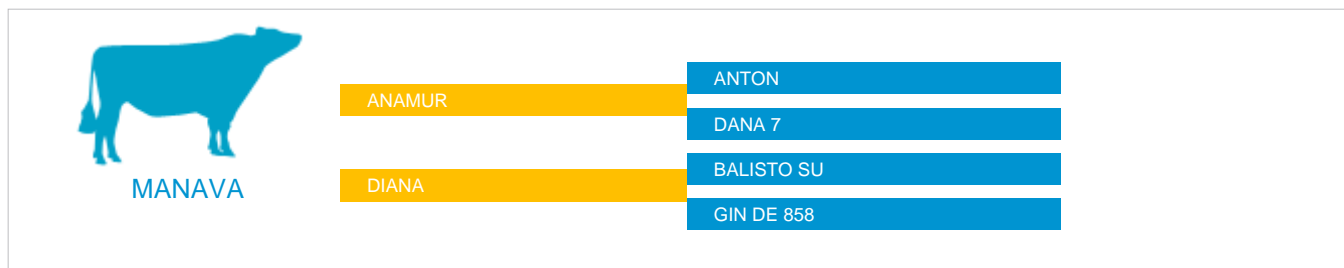 MANAVA
ANAMUR
DIANA
ANTON
DANA 7
BALISTO SU
GIN DE 858